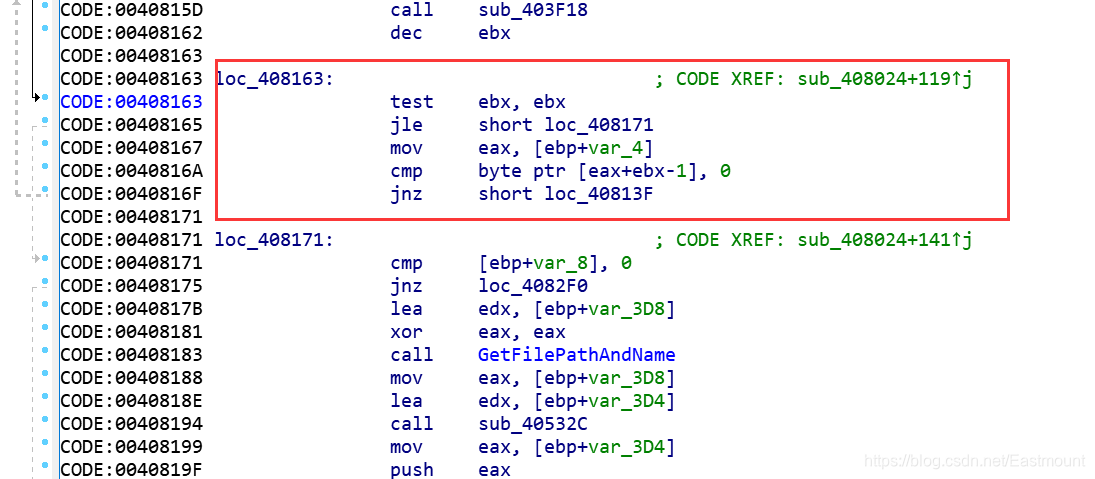 CODE:0040815D call sub_403F18
CODE:00408162 dec ebx
CODE:00408163
CODE:00408163 loc_408163: ; CODE XREF: sub_408024+119↑j
CODE:00408163 test ebx, ebx
CODE:00408165 jle short loc_408171
CODE:00408167 mov eax, [ebp+var_4]
CODE:0040816A cmp byte ptr [eax+ebx-1], 0
CODE:0040816F jnz short loc_40813F
CODE:00408171
CODE:00408171 loc_408171: ; CODE XREF: sub_408024+141↑j
CODE:00408171 cmp [ebp+var_8], 0
CODE:00408175 jnz loc_4082F0
CODE:0040817B lea edx, [ebp+var_3D8]
CODE:00408181 xor eax, eax
CODE:00408183 call GetFilePathAndName
CODE:00408188 mov eax, [ebp+var_3D8]
CODE:0040818E lea edx, [ebp+var_3D4]
CODE:00408194 call sub_40532C
CODE:00408199 mov eax, [ebp+var_3D4]
CODE:0040819F push eax
https://blog.csdn.net/Eastmount